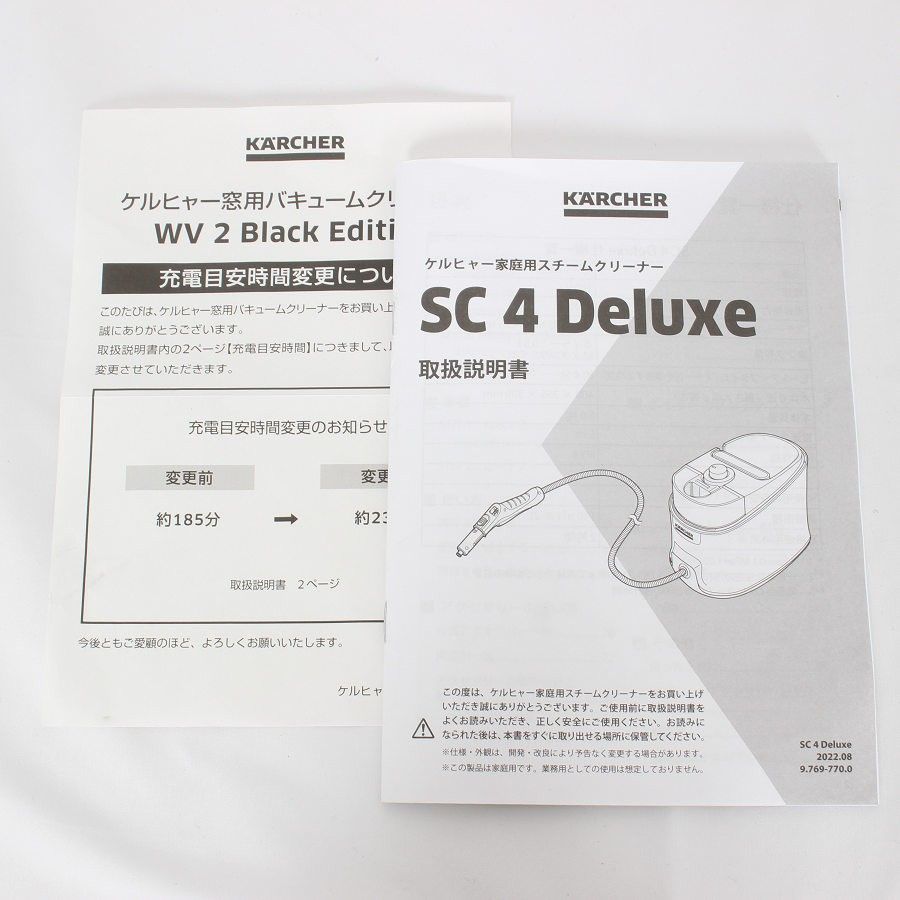 KÄRCHER
ケルヒャー窓用バキュームクリ
WV 2 Black Editi
充電目安時間変更につい
このたびは、ケルヒャー窓用バキュームクリーナーをお買い上
誠にありがとうございます。
取扱説明書内の2ページ【充電目安時間】につきまして、
変更させていただきます。
充電目安時間変更のお知らせ
変更前
変更
約185分
→
約23
取扱説明書 2ページ
今後ともご愛顧のほど、よろしくお願いいたします。
ケルヒャ
KÄRCHER
ケルヒャー家庭用スチームクリーナー
SC 4 Deluxe
取扱説明書
KÄRCHER
この度は、ケルヒャー家庭用スチームクリーナーをお買い上げ
いただき誠にありがとうございます。ご使用前に取扱説明書を
よくお読みいただき、正しく安全にご使用ください。お読みに
なられた後は、本書をすぐに取り出せる場所に保管してください。
※仕様・外観は、開発・改良により予告なく変更する場合があります。
※この製品は家庭用です。業務用としての使用は想定しておりません。
SC 4 Deluxe
2022.08
9.769-770.0